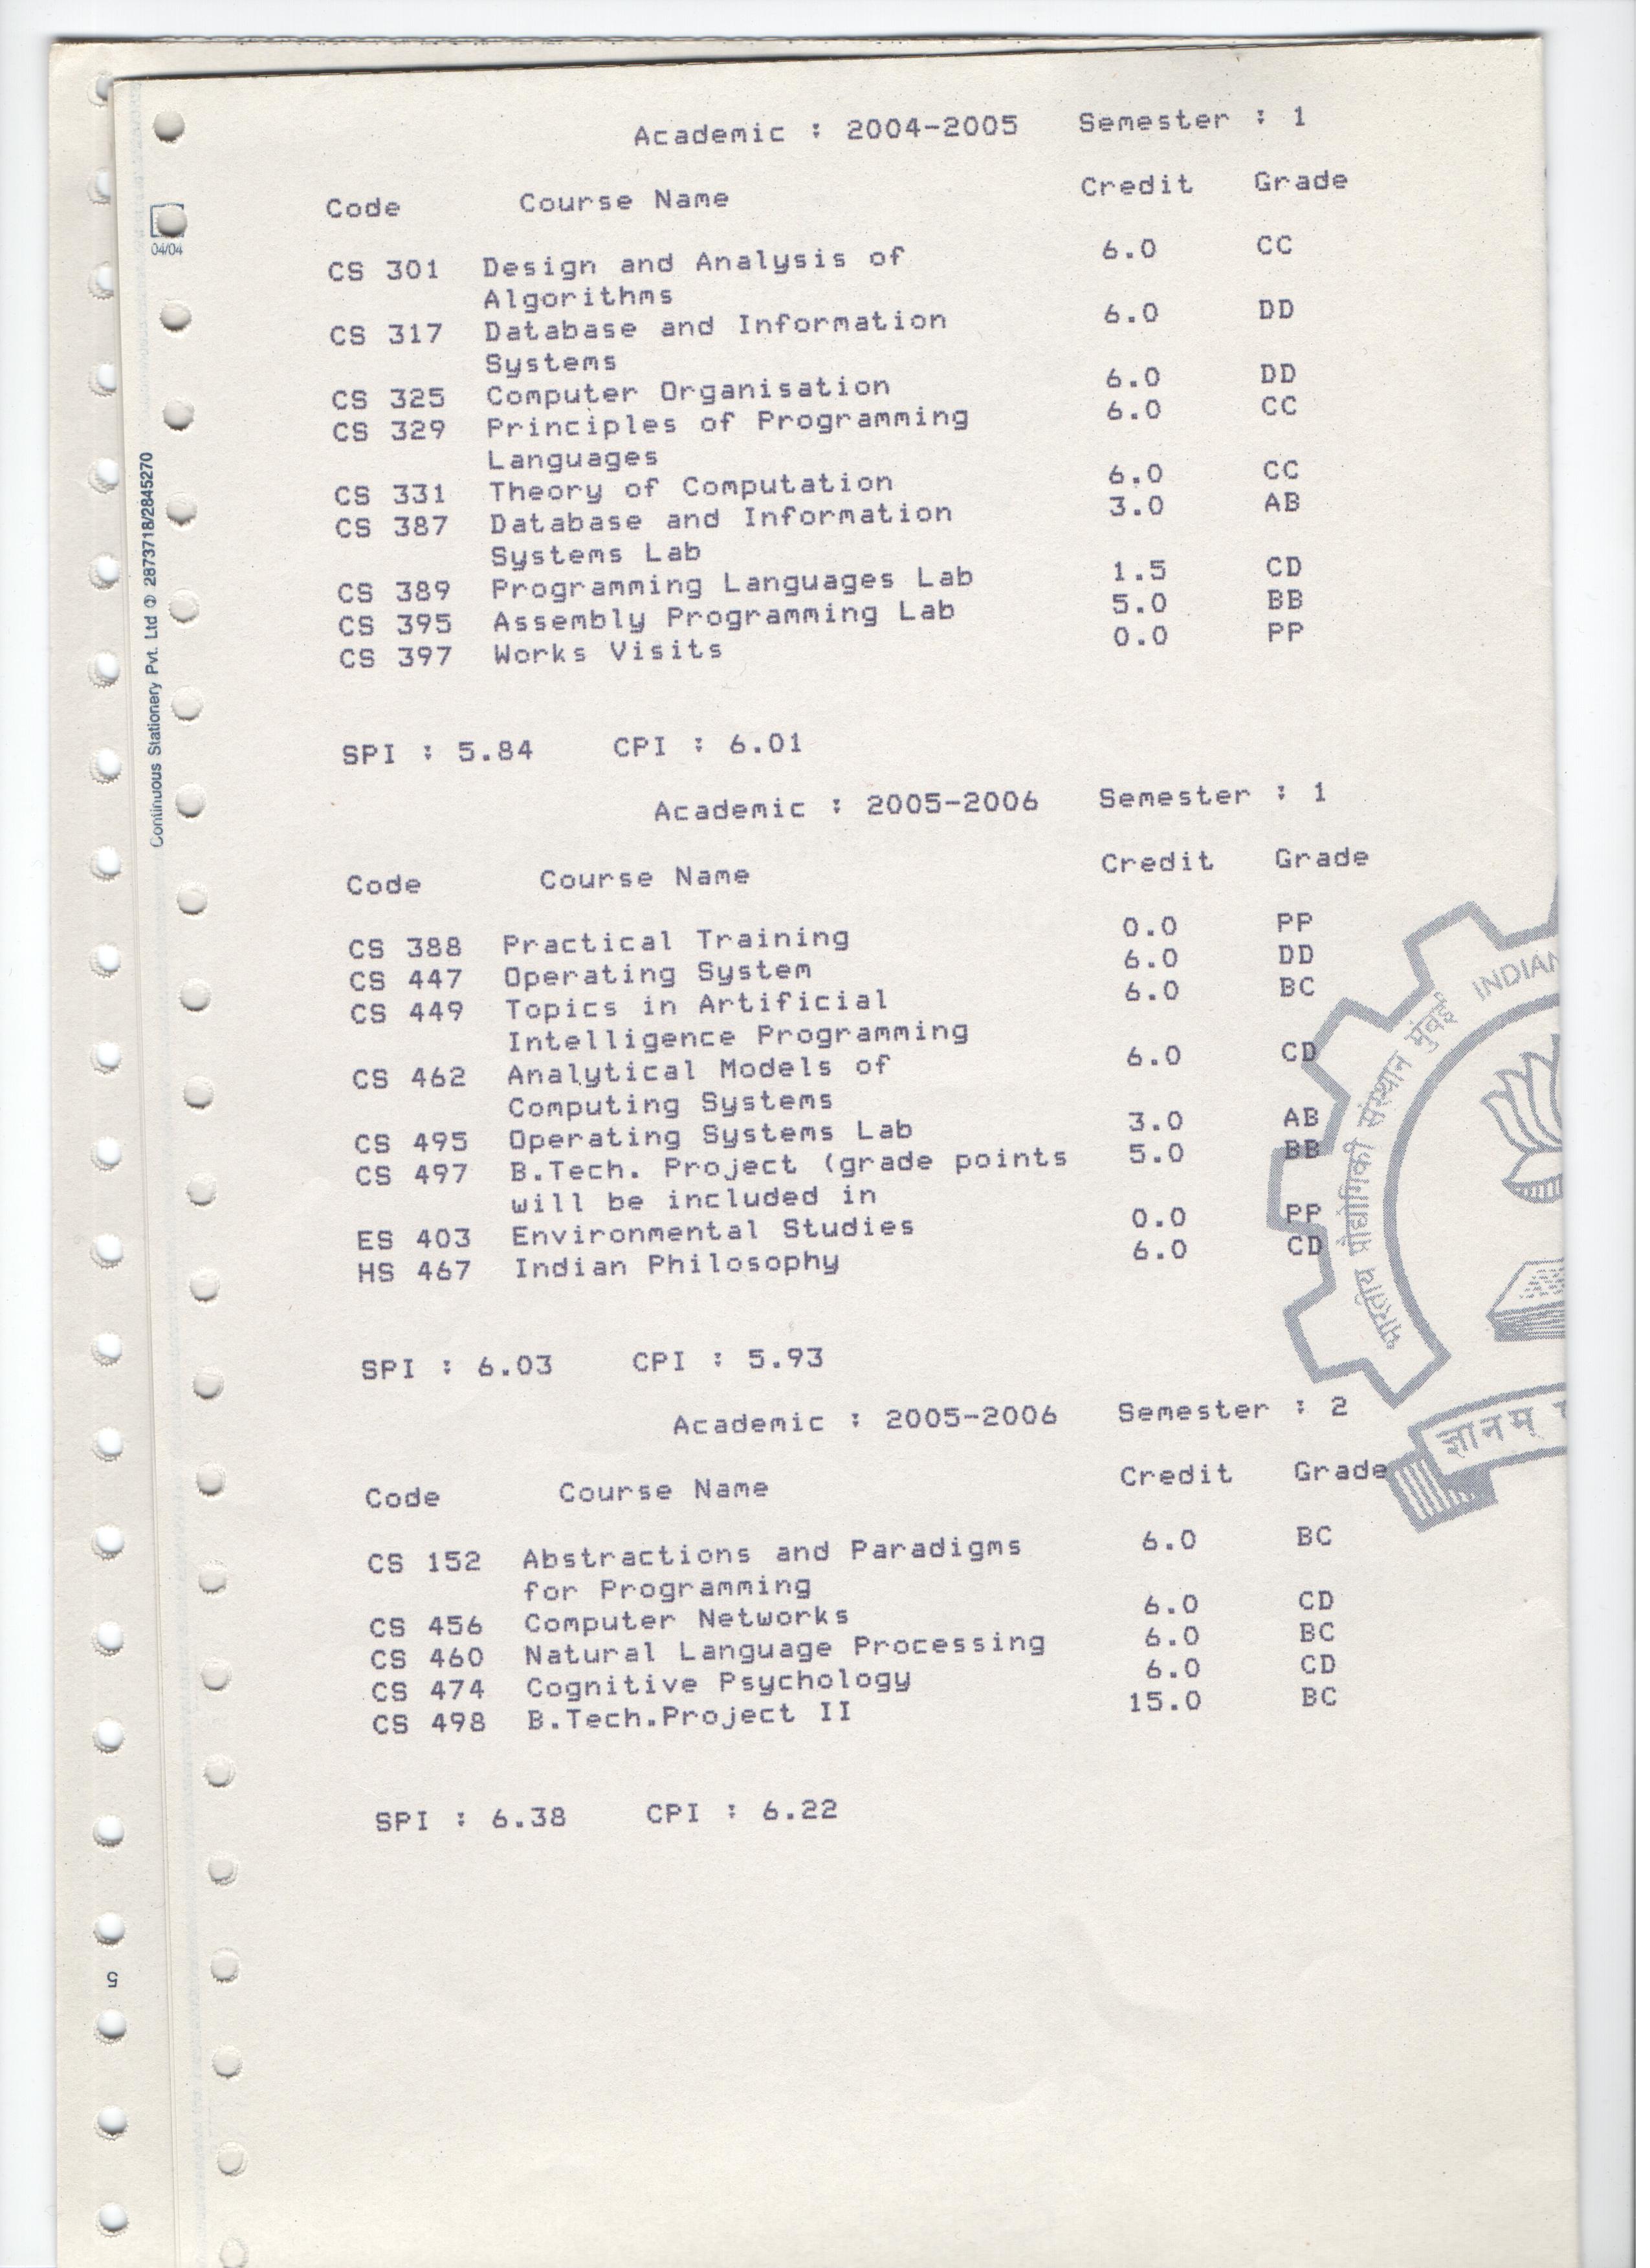 Academic : 2004-2005 Semester : 1
Code Course Name Credit Grade
CS 301 Design and Analysis of 6.0 CC
Algorithms
CS 317 Database and Information 6.0 DD
Systems
CS 325 Computer Organisation 6.0 DD
CS 329 Principles of Programming 6.0 CC
Languages
CS 331 Theory of Computation 6.0 CC
CS 387 Database and Information 3.0 AB
Systems Lab
CS 389 Programming Languages Lab 1.5 CD
CS 395 Assembly Programming Lab 5.0 BB
CS 397 Works Visits 0.0 PP
SPI : 5.84 CPI : 6.01
Academic : 2005-2006 Semester : 1
Code Course Name Credit Grade
CS 388 Practical Training 0.0 PP
CS 447 Operating System 6.0 DD
CS 449 Topics in Artificial 6.0 BC
Intelligence Programming
CS 462 Analytical Models of 6.0 CD
Computing Systems
CS 495 Operating Systems Lab 3.0 AB
CS 497 B.Tech. Project (grade points 5.0 BB
will be included in
ES 403 Environmental Studies 0.0 PP
HS 467 Indian Philosophy 6.0 CD
SPI : 6.03 CPI : 5.93
Academic : 2005-2006 Semester : 2
Code Course Name Credit Grade
CS 152 Abstractions and Paradigms 6.0 BC
for Programming
CS 456 Computer Networks 6.0 CD
CS 460 Natural Language Processing 6.0 BC
CS 474 Cognitive Psychology 6.0 CD
CS 498 B.Tech.Project II 15.0 BC
SPI : 6.38 CPI : 6.22
04/04
Continuous Stationery Pvt. Ltd ✆ 2873718/2845270
5
भारतीय प्रौद्योगिकी संस्थान मुंबई
INDIAN
ज्ञानम्